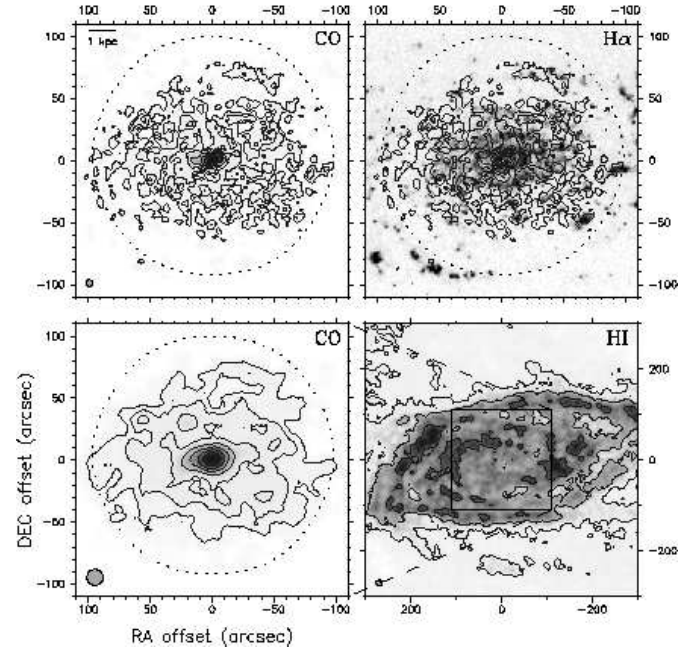 100 50 0 -50 -100 100 50 0 -50 -100
1 kpc CO Hα
100 100
50 50
0 0
-50 -50
-100 -100
100 CO HI
200
50
0 0
-50
-200
-100
100 50 0 -50 -100 200 0 -200
DEC offset (arcsec)
RA offset (arcsec)